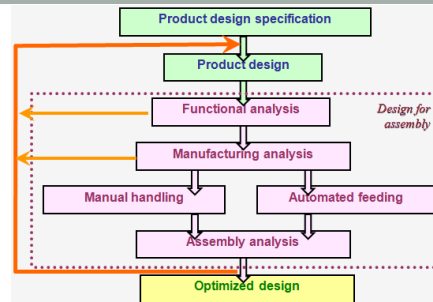 Product design specification
Product design
Functional analysis
Design for
assembly
Manufacturing analysis
Manual handling
Automated feeding
Assembly analysis
Optimized design